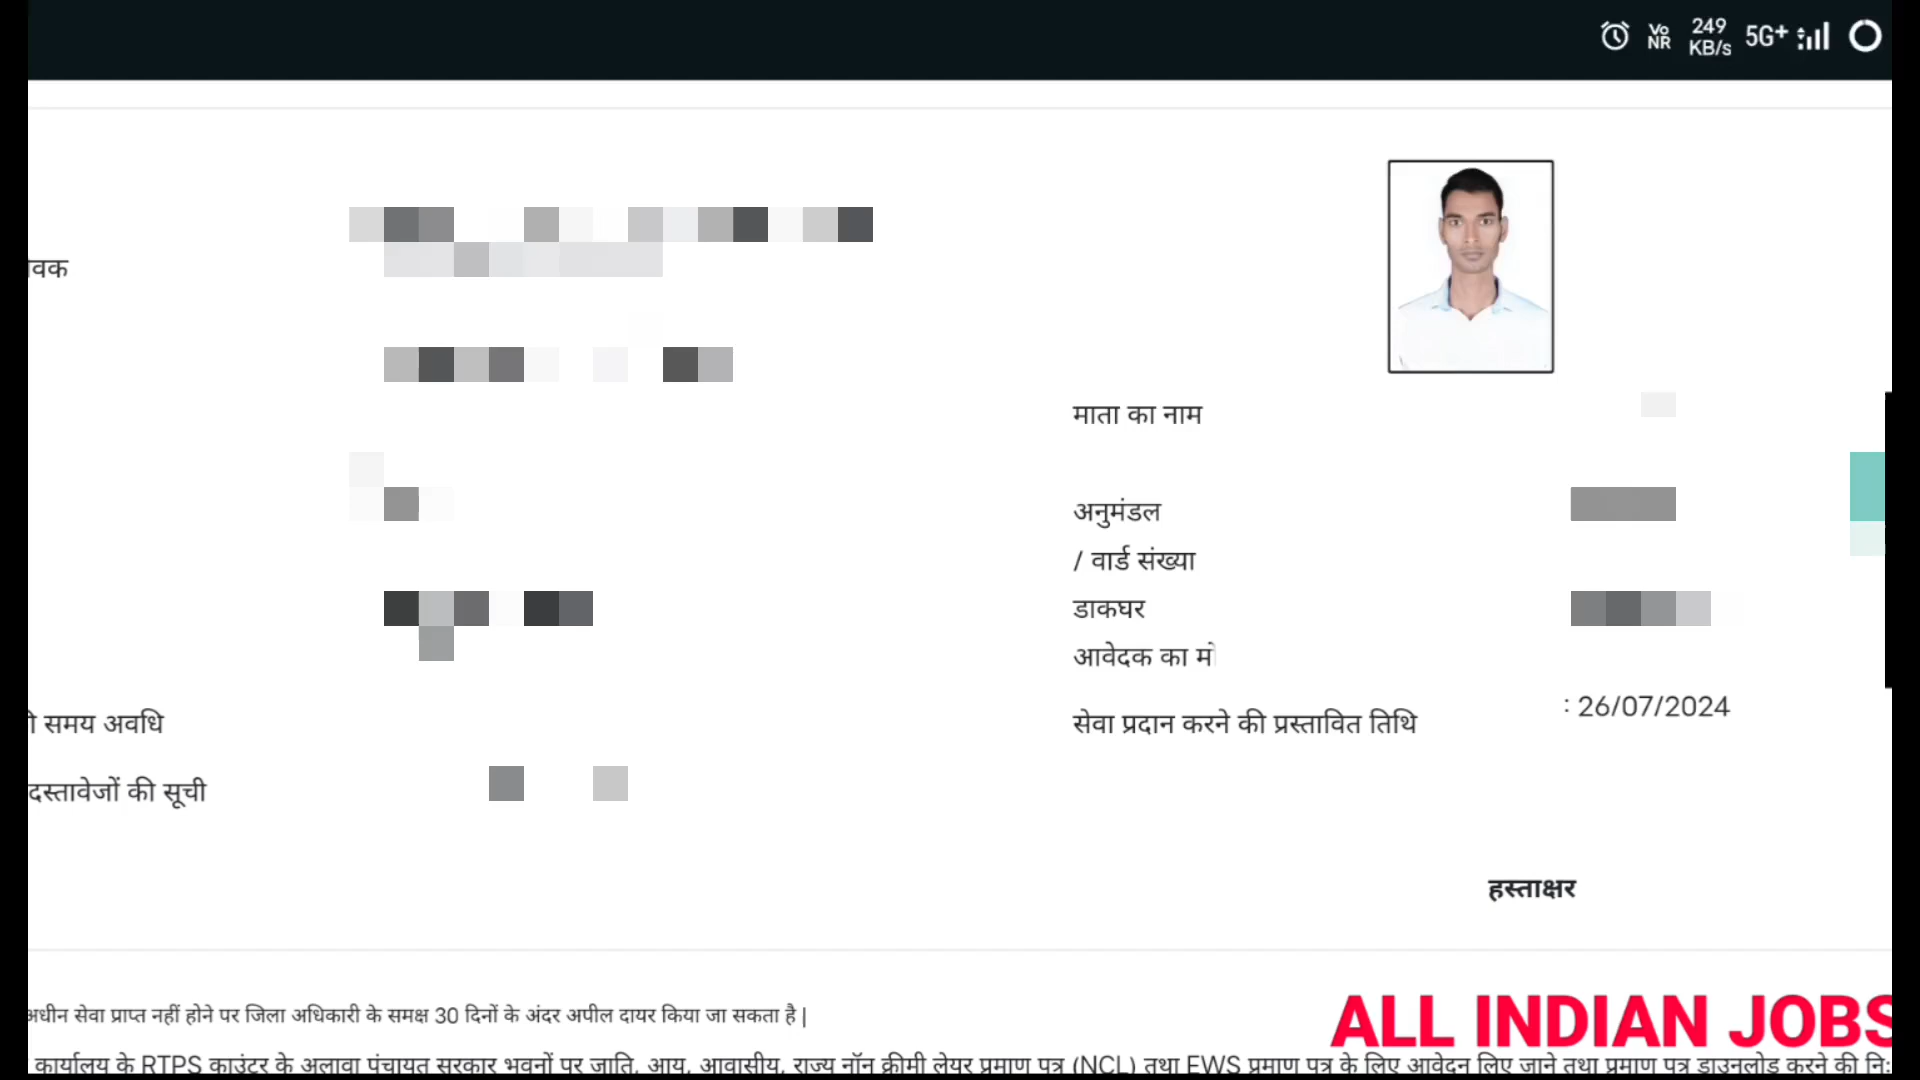 Vo NR
249 KB/s
5G+
माता का नाम
अनुमंडल
/ वार्ड संख्या
डाकघर
आवेदक का
समय अवधि
सेवा प्रदान करने की प्रस्तावित तिथि
: 26/07/2024
दस्तावेजों की सूची
हस्ताक्षर
अधीन सेवा प्राप्त नहीं होने पर जिला अधिकारी के समक्ष 30 दिनों के अंदर अपील दायर किया जा सकता है |
ALL INDIAN JOBS
कार्यालय के RTPS काउंटर के अलावा पंचायत सरकार भवनों पर जाति, आय, आवासीय, राज्य नॉन क्रीमी लेयर प्रमाण पत्र (NCL) तथा EWS प्रमाण पत्र के लिए आवेदन लिए जाने तथा प्रमाण पत्र डाउनलोड करने की